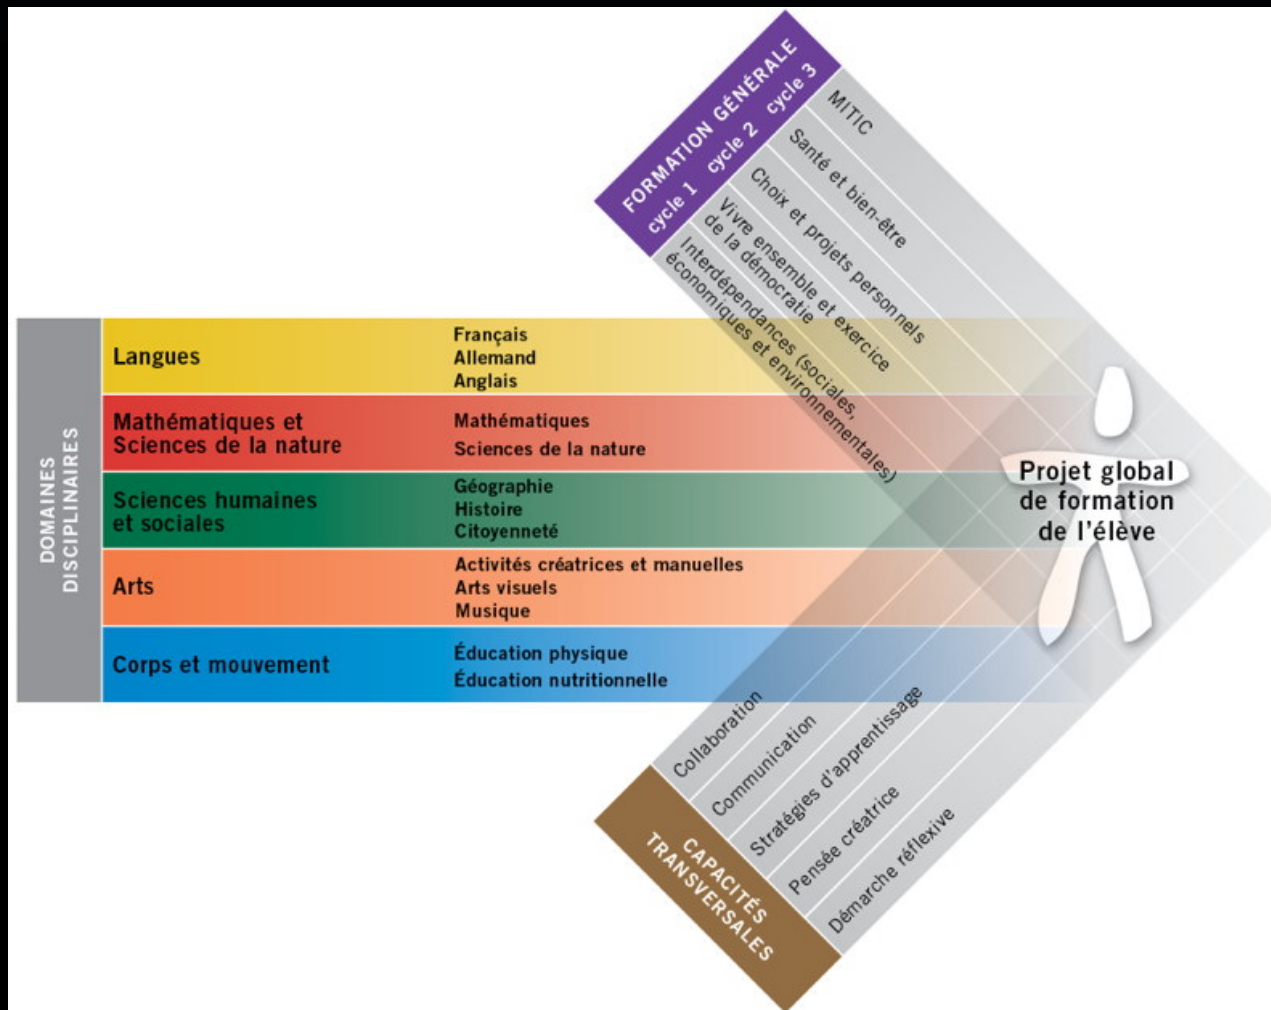 FORMATION GÉNÉRALE
cycle 1 cycle 2 cycle 3
MITIC
Santé et bien-être
Choix et projets personnels
Vivre ensemble et exercice
de la démocratie
Interdépendances (sociales,
économiques et environnementales)
DOMAINES
DISCIPLINAIRES
Langues
Français
Allemand
Anglais
Mathématiques et
Sciences de la nature
Mathématiques
Sciences de la nature
Sciences humaines
et sociales
Géographie
Histoire
Citoyenneté
Arts
Activités créatrices et manuelles
Arts visuels
Musique
Corps et mouvement
Éducation physique
Éducation nutritionnelle
Projet global
de formation
de l'élève
Collaboration
Communication
Stratégies d'apprentissage
Pensée créatrice
Démarche réflexive
CAPACITÉS
TRANSVERSALES